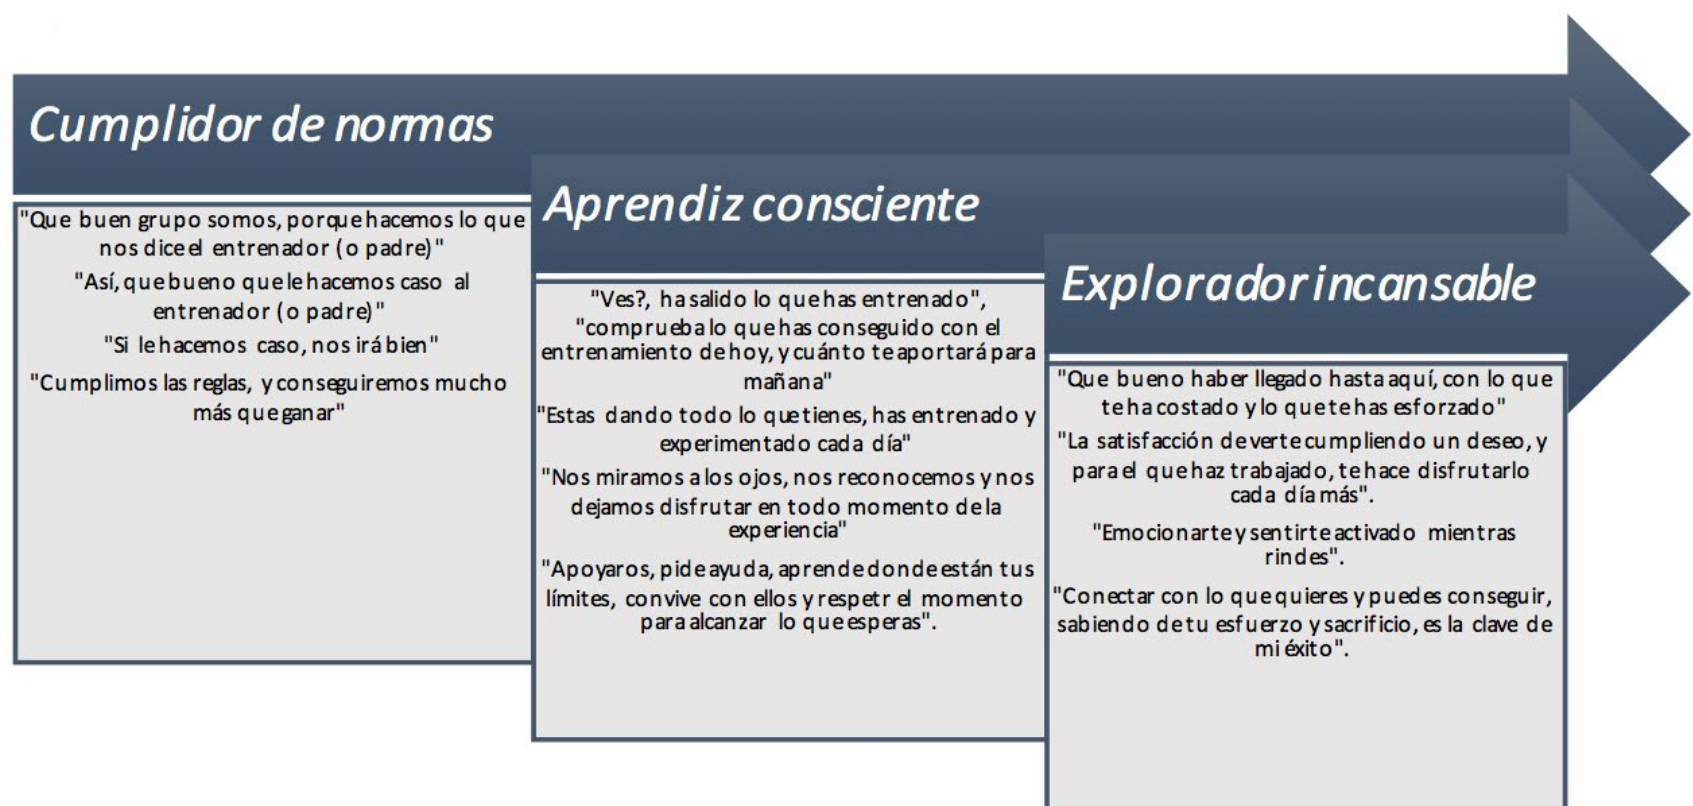 Cumplidor de normas
"Que buen grupo somos, porque hacemos lo que
nos dice el entrenador (o padre)"
"Así, que bueno que le hacemos caso al
entrenador (o padre)"
"Si le hacemos caso, nos irá bien"
"Cumplimos las reglas, y conseguiremos mucho
más que ganar"
Aprendiz consciente
"Ves?, ha salido lo que has entrenado",
"comprueba lo que has conseguido con el
entrenamiento de hoy, y cuánto te aportará para
mañana"
"Estas dando todo lo que tienes, has entrenado y
experimentado cada día"
"Nos miramos a los ojos, nos reconocemos y nos
dejamos disfrutar en todo momento de la
experiencia"
"Apoyaros, pide ayuda, aprende donde están tus
límites, convive con ellos y respetr el momento
para alcanzar lo que esperas".
Explorador incansable
"Que bueno haber llegado hasta aquí, con lo que
te ha costado y lo que te has esforzado"
"La satisfacción de verte cumpliendo un deseo, y
para el que haz trabajado, te hace disfrutarlo
cada día más".
"Emocionarte y sentirte activado mientras
rindes".
"Conectar con lo que quieres y puedes conseguir,
sabiendo de tu esfuerzo y sacrificio, es la clave de
mi éxito".